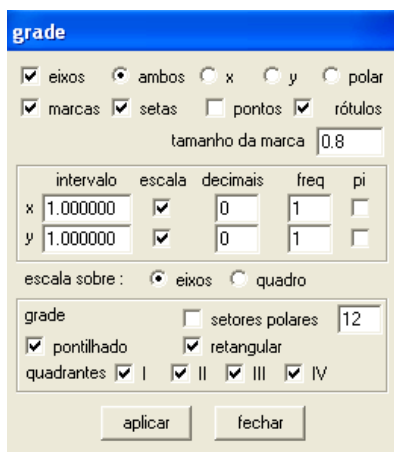 grade
eixos ambos x y polar
marcas setas pontos rótulos
tamanho da marca 0.8
intervalo escala decimais freq pi
x 1.000000 0 1
y 1.000000 0 1
escala sobre : eixos quadro
grade setores polares 12
pontilhado retangular
quadrantes I II III IV
aplicar fechar